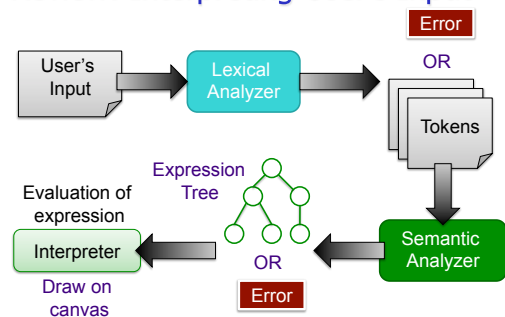 Error
OR
User's
Input
Lexical
Analyzer
Tokens
Expression
Tree
Evaluation of
expression
Interpreter
Draw on
canvas
OR
Error
Semantic
Analyzer